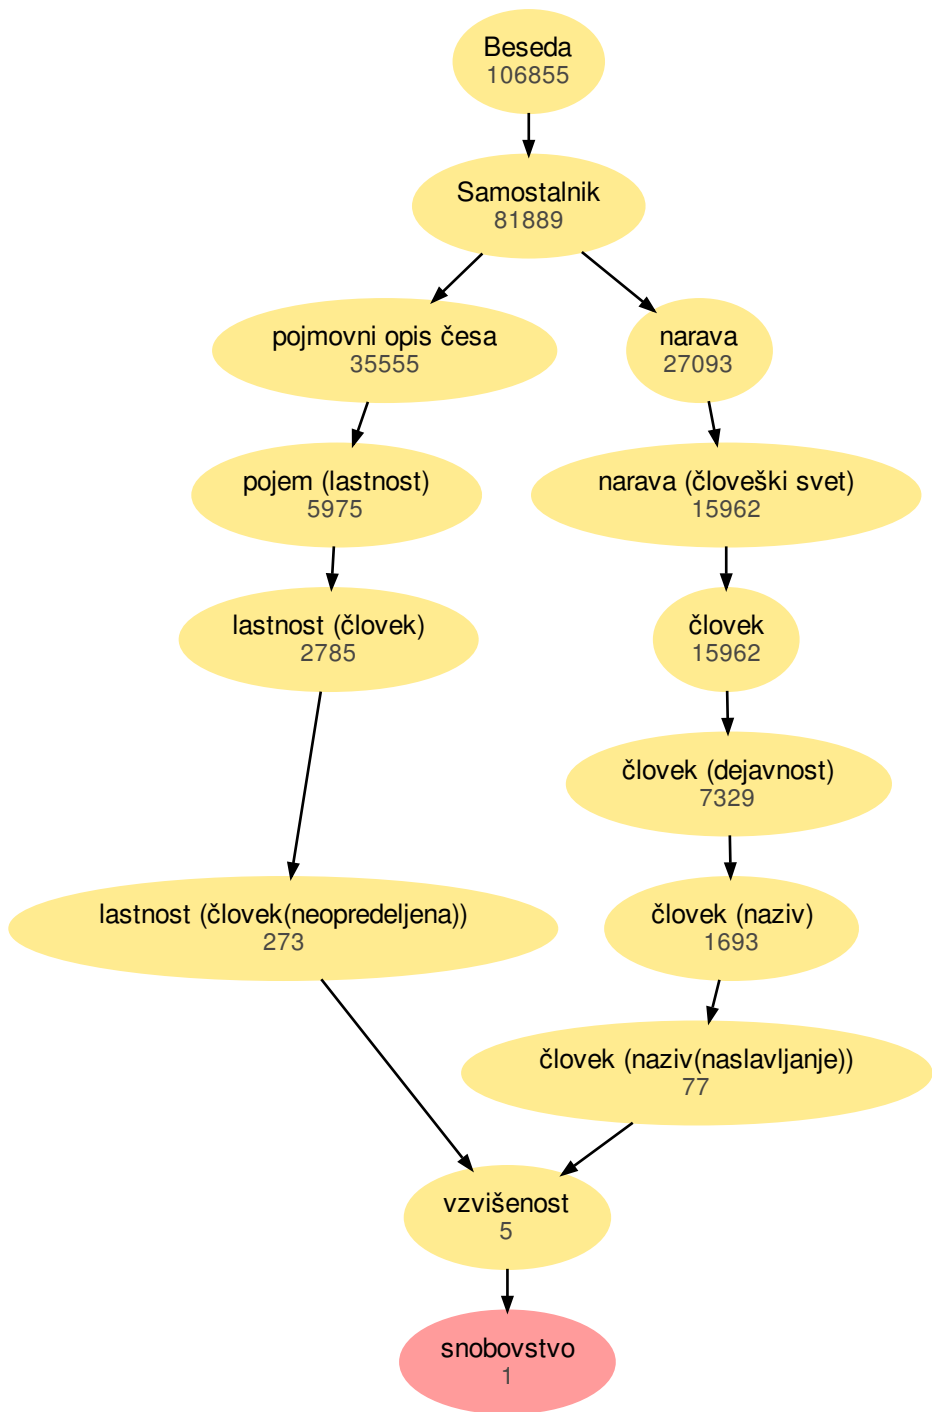 Beseda
106855
Samostalnik
81889
pojmovni opis česa
35555
narava
27093
pojem (lastnost)
5975
narava (človeški svet)
15962
lastnost (človek)
2785
človek
15962
človek (dejavnost)
7329
lastnost (človek(neopredeljena))
273
človek (naziv)
1693
človek (naziv(naslavljanje))
77
vzvišenost
5
snobovstvo
1